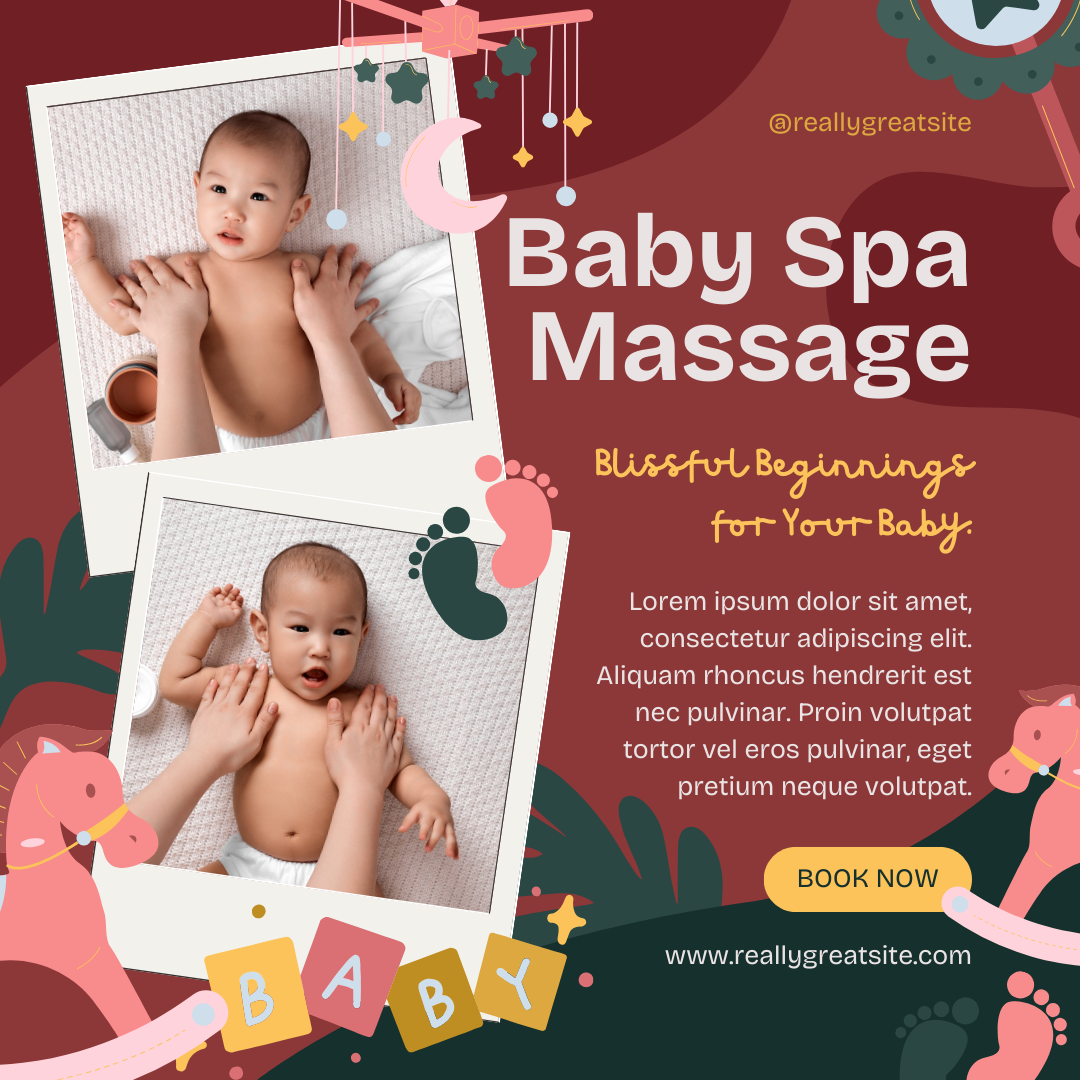 @reallygreatsite
Baby Spa
Massage
Blissful Beginnings
for Your Baby.
Lorem ipsum dolor sit amet,
consectetur adipiscing elit.
Aliquam rhoncus hendrerit est
nec pulvinar. Proin volutpat
tortor vel eros pulvinar, eget
pretium neque volutpat.
BOOK NOW
www.reallygreatsite.com
BABY